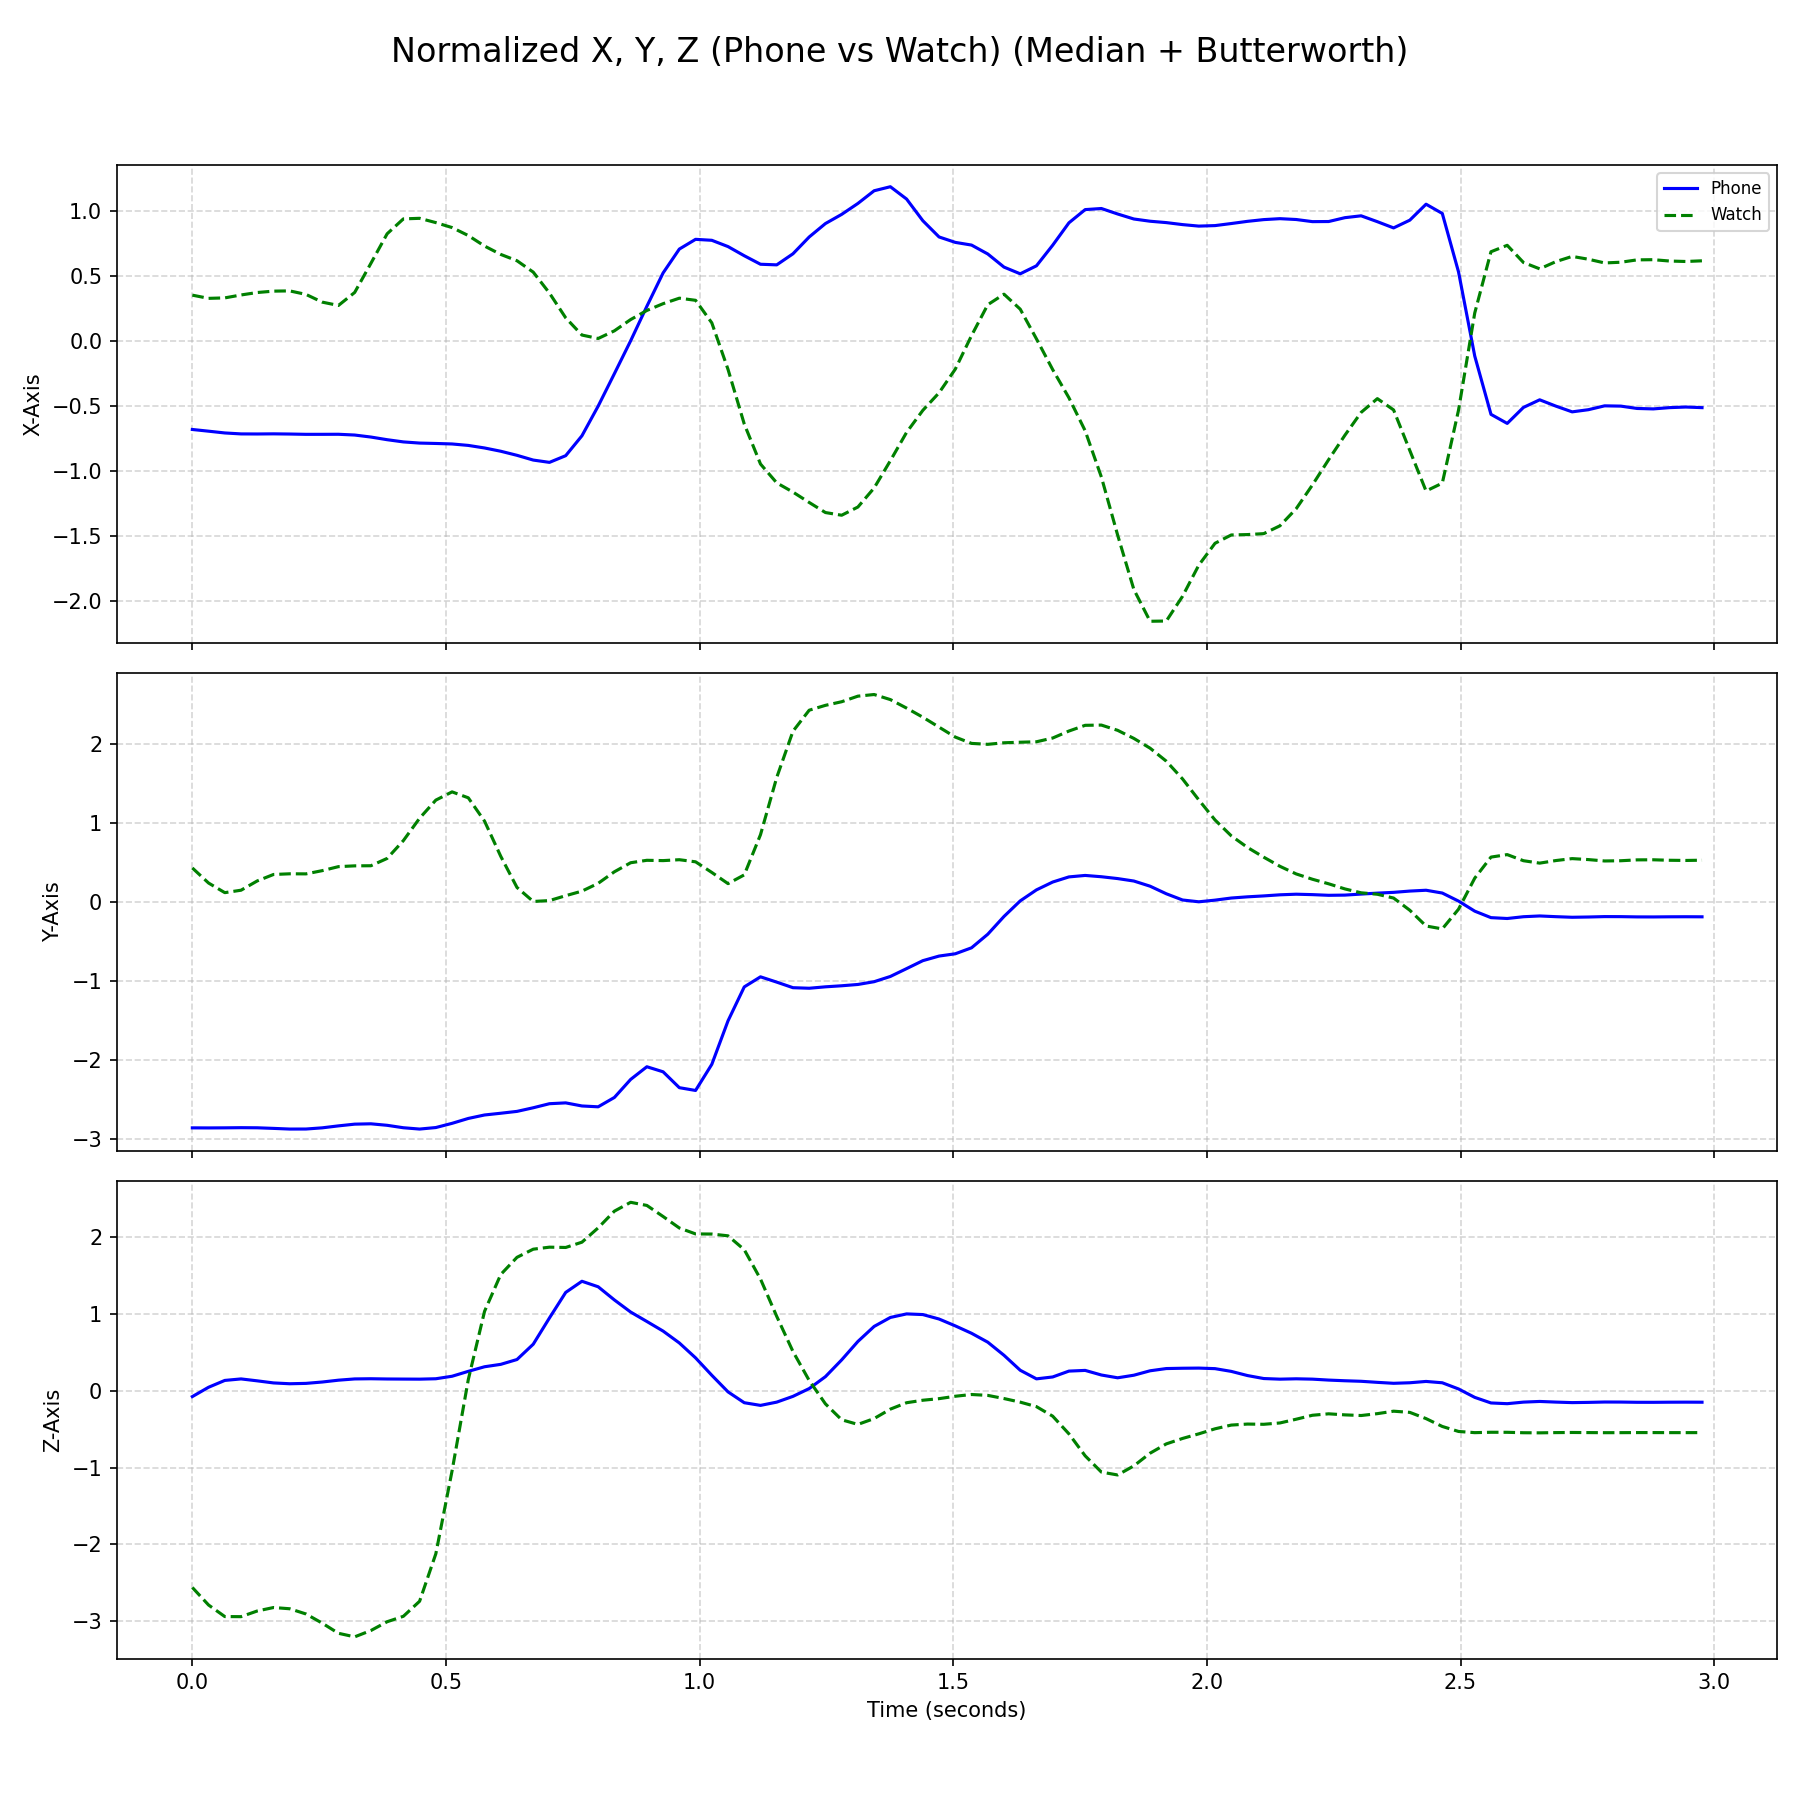 Normalized X, Y, Z (Phone vs Watch) (Median + Butterworth)
Phone
Watch
1.0
0.5
0.0
−0.5
−1.0
−1.5
−2.0
X-Axis
2
1
0
−1
−2
−3
Y-Axis
2
1
0
−1
−2
−3
Z-Axis
0.0 0.5 1.0 1.5 2.0 2.5 3.0
Time (seconds)